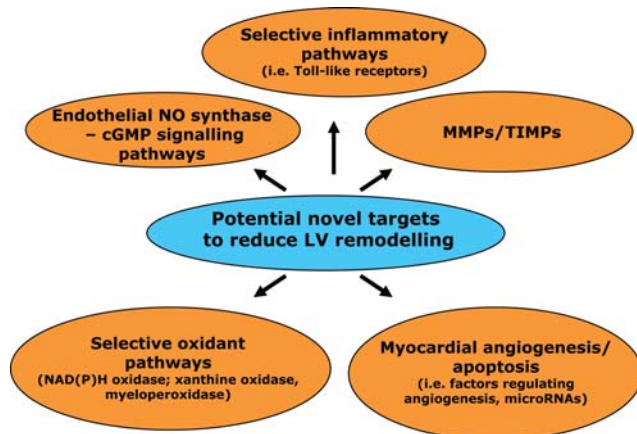 Selective inflammatory
pathways
(i.e. Toll-like receptors)
Endothelial NO synthase
– cGMP signalling
pathways
MMPs/TIMPs
Potential novel targets
to reduce LV remodelling
Selective oxidant
pathways
(NAD(P)H oxidase; xanthine oxidase,
myeloperoxidase)
Myocardial angiogenesis/
apoptosis
(i.e. factors regulating
angiogenesis, microRNAs)